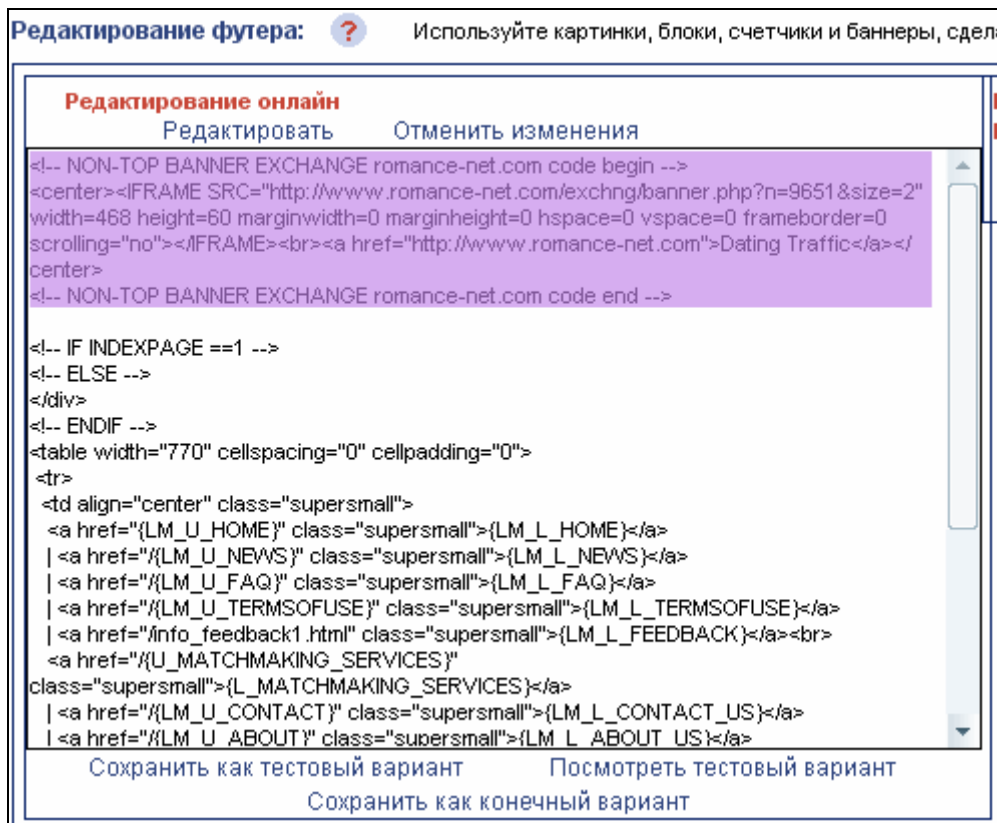 Редактирование футера: ? Используйте картинки, блоки, счетчики и баннеры,
Редактирование онлайн
Редактировать Отменить изменения
<!-- NON-TOP BANNER EXCHANGE romance-net.com code begin -->
<center><IFRAME SRC="http://www.romance-net.com/exchng/banner.php?n=9651&size=2"
width=468 height=60 marginwidth=0 marginheight=0 hspace=0 vspace=0 frameborder=0
scrolling="no"></IFRAME><br><a href="http://www.romance-net.com">Dating Traffic</a></
center>
<!-- NON-TOP BANNER EXCHANGE romance-net.com code end -->
<!-- IF INDEXPAGE ==1 -->
<!-- ELSE -->
</div>
<!-- ENDIF -->
<table width="770" cellspacing="0" cellpadding="0">
<tr>
<td align="center" class="supersmall">
<a href="{LM_U_HOME}" class="supersmall">{LM_L_HOME}</a>
| <a href="/{LM_U_NEWS}" class="supersmall">{LM_L_NEWS}</a>
| <a href="/{LM_U_FAQ}" class="supersmall">{LM_L_FAQ}</a>
| <a href="/{LM_U_TERMSOFUSE}" class="supersmall">{LM_L_TERMSOFUSE}</a>
| <a href="/info_feedback1.html" class="supersmall">{LM_L_FEEDBACK}</a><br>
<a href="/{U_MATCHMAKING_SERVICES}"
class="supersmall">{L_MATCHMAKING_SERVICES}</a>
| <a href="/{LM_U_CONTACT}" class="supersmall">{LM_L_CONTACT_US}</a>
| <a href="/{LM_U_ABOUT}" class="supersmall">{LM_L_ABOUT_US}</a>
Сохранить как тестовый вариант Посмотреть тестовый вариант
Сохранить как конечный вариант